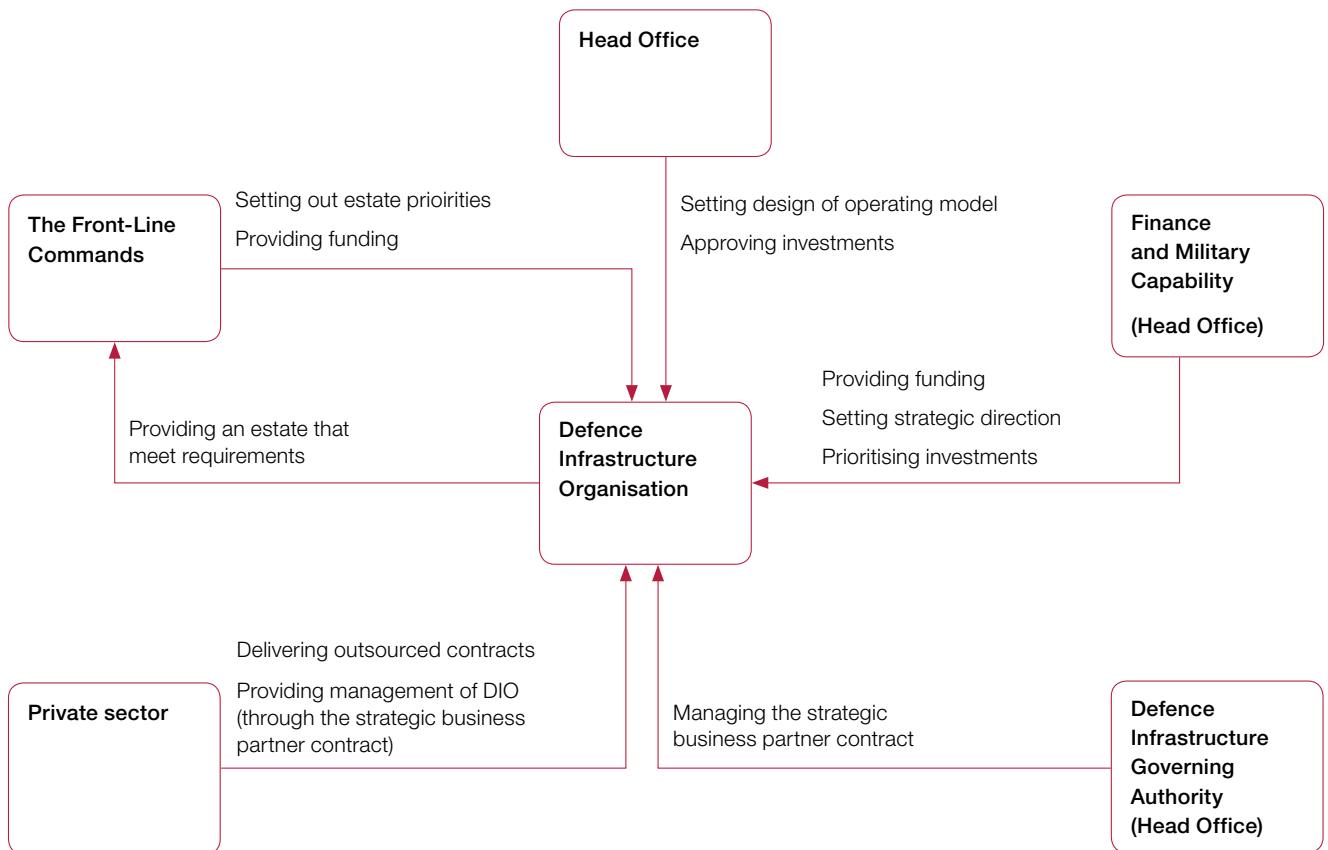 Head Office
The Front-Line
Commands
Setting out estate prioirities
Providing funding
Setting design of operating model
Approving investments
Finance
and Military
Capability
(Head Office)
Providing an estate that
meet requirements
Defence
Infrastructure
Organisation
Providing funding
Setting strategic direction
Prioritising investments
Private sector
Delivering outsourced contracts
Providing management of DIO
(through the strategic business
partner contract)
Managing the strategic
business partner contract
Defence
Infrastructure
Governing
Authority
(Head Office)